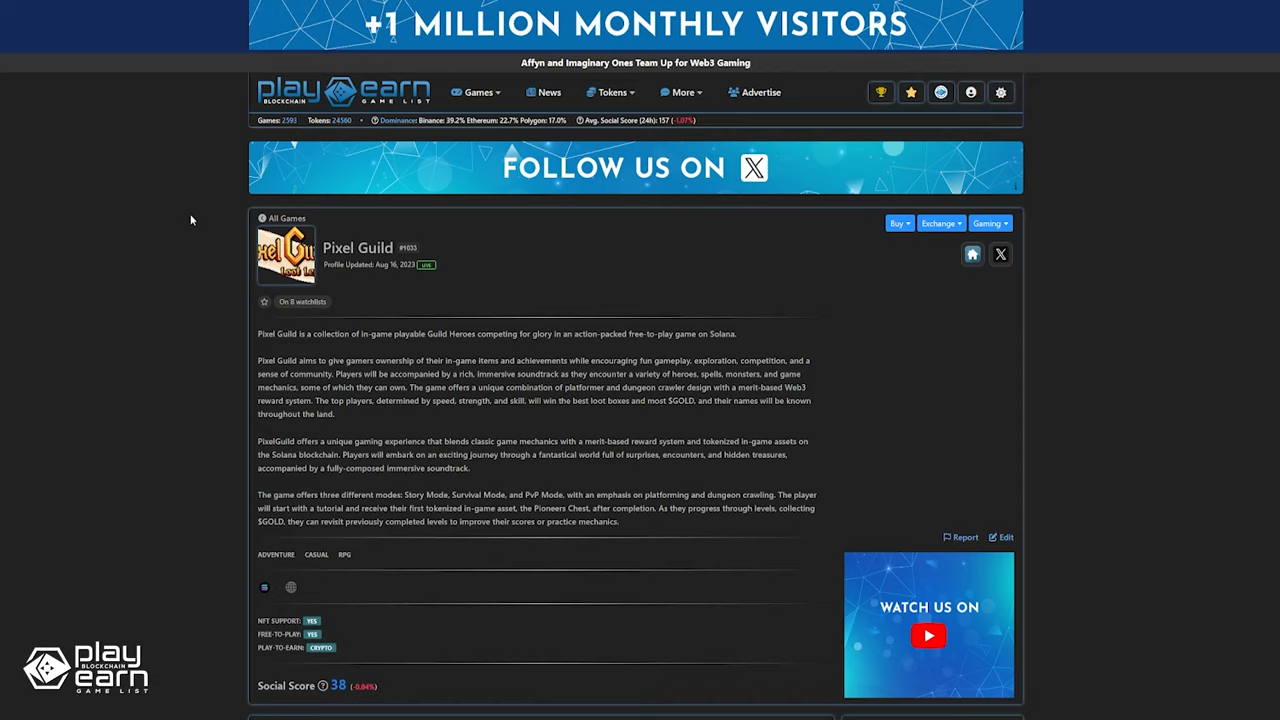 +1 MILLION MONTHLY VISITORS
Affyn and Imaginary Ones Team Up for Web3 Gaming
play earn
BLOCKCHAIN GAME LIST
Games News Tokens More Advertise
Games: 2593 Tokens: 24560 • Dominance: Binance: 39.2% Ethereum: 22.7% Polygon: 17.0% Avg. Social Score (24h): 157 (-1.07%)
FOLLOW US ON X
All Games
Buy Exchange Gaming
Pixel Guild #1033
Profile Updated: Aug 16, 2023 LIVE
On 8 watchlists
Pixel Guild is a collection of in-game playable Guild Heroes competing for glory in an action-packed free-to-play game on Solana.
Pixel Guild aims to give gamers ownership of their in-game items and achievements while encouraging fun gameplay, exploration, competition, and a
sense of community. Players will be accompanied by a rich, immersive soundtrack as they encounter a variety of heroes, spells, monsters, and game
mechanics, some of which they can own. The game offers a unique combination of platformer and dungeon crawler design with a merit-based Web3
reward system. The top players, determined by speed, strength, and skill, will win the best loot boxes and most $GOLD, and their names will be known
throughout the land.
PixelGuild offers a unique gaming experience that blends classic game mechanics with a merit-based reward system and tokenized in-game assets on
the Solana blockchain. Players will embark on an exciting journey through a fantastical world full of surprises, encounters, and hidden treasures,
accompanied by a fully-composed immersive soundtrack.
The game offers three different modes: Story Mode, Survival Mode, and PvP Mode, with an emphasis on platforming and dungeon crawling. The player
will start with a tutorial and receive their first tokenized in-game asset, the Pioneers Chest, after completion. As they progress through levels, collecting
$GOLD, they can revisit previously completed levels to improve their scores or practice mechanics.
Report Edit
ADVENTURE CASUAL RPG
WATCH US ON
NFT SUPPORT: YES
FREE-TO-PLAY: YES
PLAY-TO-EARN: CRYPTO
Social Score 38 (-0.04%)
play
BLOCKCHAIN
earn
GAME LIST